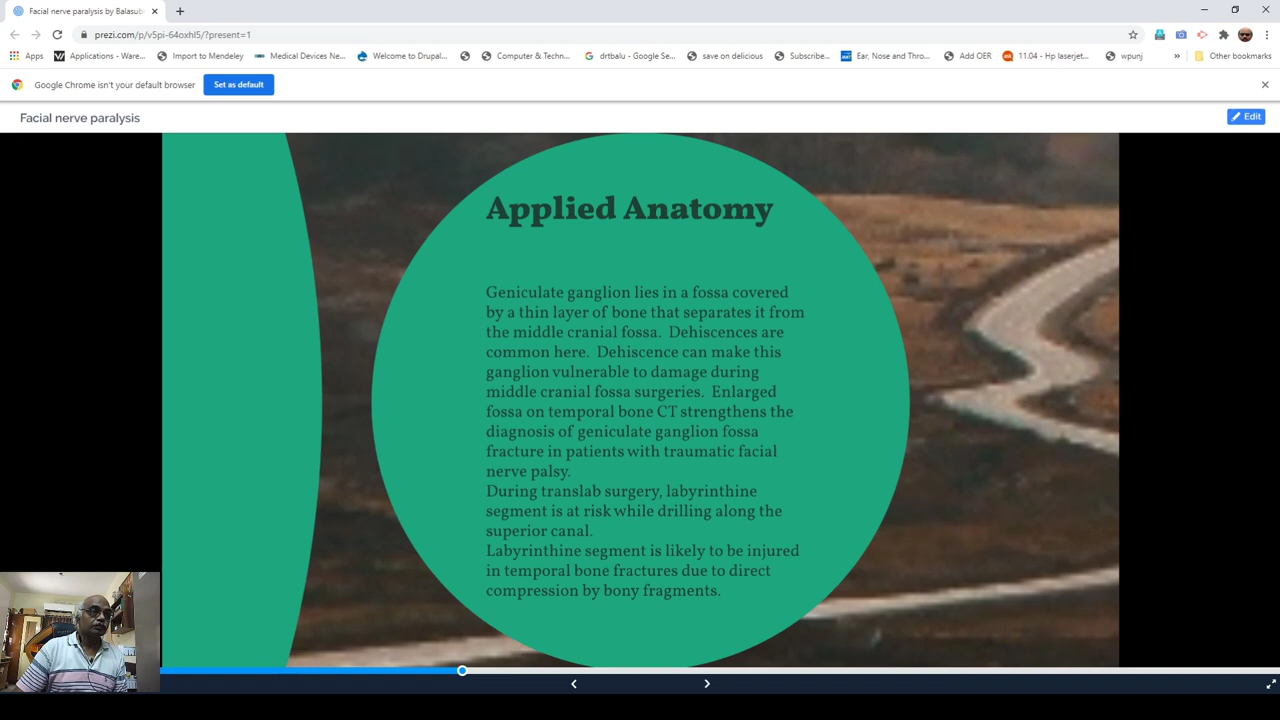 Facial nerve paralysis by Balasub
prezi.com/p/v5pi-64oxhl5/?present=1
Apps
Applications - Ware...
Import to Mendeley
Medical Devices Ne...
Welcome to Drupal...
Computer & Techn...
drtbalu - Google Se...
save on delicious
Subscribe...
Ear, Nose and Thro...
Add OER
11.04 - Hp laserjet...
wpunj
»
Other bookmarks
Google Chrome isn't your default browser
Set as default
Facial nerve paralysis
Edit
Applied Anatomy
Geniculate ganglion lies in a fossa covered
by a thin layer of bone that separates it from
the middle cranial fossa. Dehiscences are
common here. Dehiscence can make this
ganglion vulnerable to damage during
middle cranial fossa surgeries. Enlarged
fossa on temporal bone CT strengthens the
diagnosis of geniculate ganglion fossa
fracture in patients with traumatic facial
nerve palsy.
During translab surgery, labyrinthine
segment is at risk while drilling along the
superior canal.
Labyrinthine segment is likely to be injured
in temporal bone fractures due to direct
compression by bony fragments.